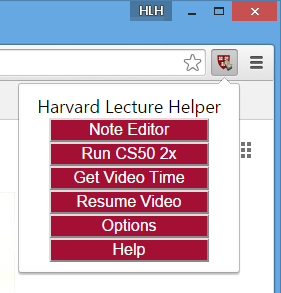 HLH
Harvard Lecture Helper
Note Editor
Run CS50 2x
Get Video Time
Resume Video
Options
Help